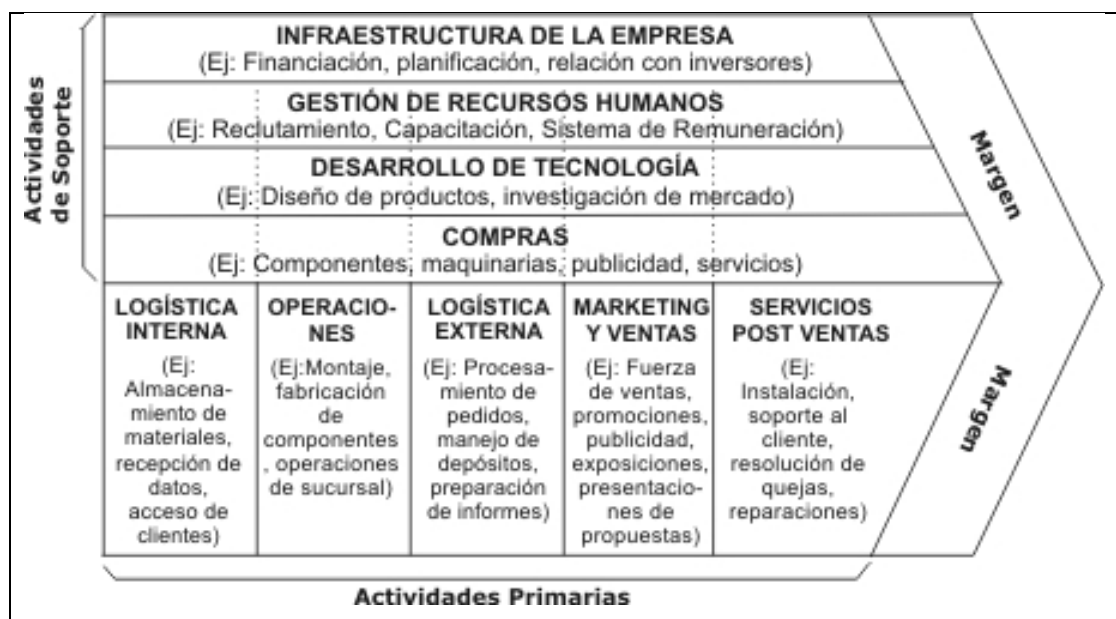 Actividades
de Soporte
INFRAESTRUCTURA DE LA EMPRESA
(Ej: Financiación, planificación, relación con inversores)
GESTIÓN DE RECURSOS HUMANOS
(Ej: Reclutamiento, Capacitación, Sistema de Remuneración)
DESARROLLO DE TECNOLOGÍA
(Ej: Diseño de productos, investigación de mercado)
COMPRAS
(Ej: Componentes, maquinarias, publicidad, servicios)
LOGÍSTICA
INTERNA
(Ej:
Almacena-
miento de
materiales,
recepción de
datos,
acceso de
clientes)
OPERACIO-
NES
(Ej:Montaje,
fabricación
de
componentes
, operaciones
de sucursal)
LOGÍSTICA
EXTERNA
(Ej: Procesa-
miento de
pedidos,
manejo de
depósitos,
preparación
de informes)
MARKETING
Y VENTAS
(Ej: Fuerza
de ventas,
promociones,
publicidad,
exposiciones,
presentacio-
nes de
propuestas)
SERVICIOS
POST VENTAS
(Ej:
Instalación,
soporte al
cliente,
resolución de
quejas,
reparaciones)
Margen
Margen
Actividades Primarias